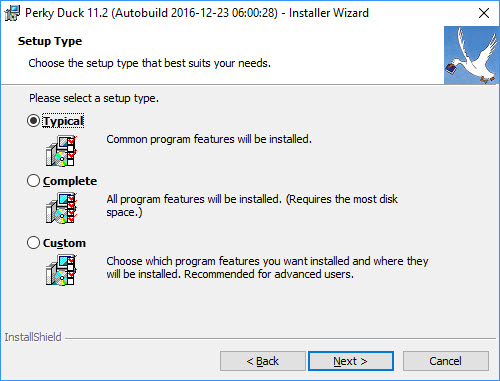 Perky Duck 11.2 (Autobuild 2016-12-23 06:00:28) - Installer Wizard
Setup Type
Choose the setup type that best suits your needs.
Please select a setup type.
Typical
Common program features will be installed.
Complete
All program features will be installed. (Requires the most disk
space.)
Custom
Choose which program features you want installed and where they
will be installed. Recommended for advanced users.
InstallShield
< Back
Next >
Cancel